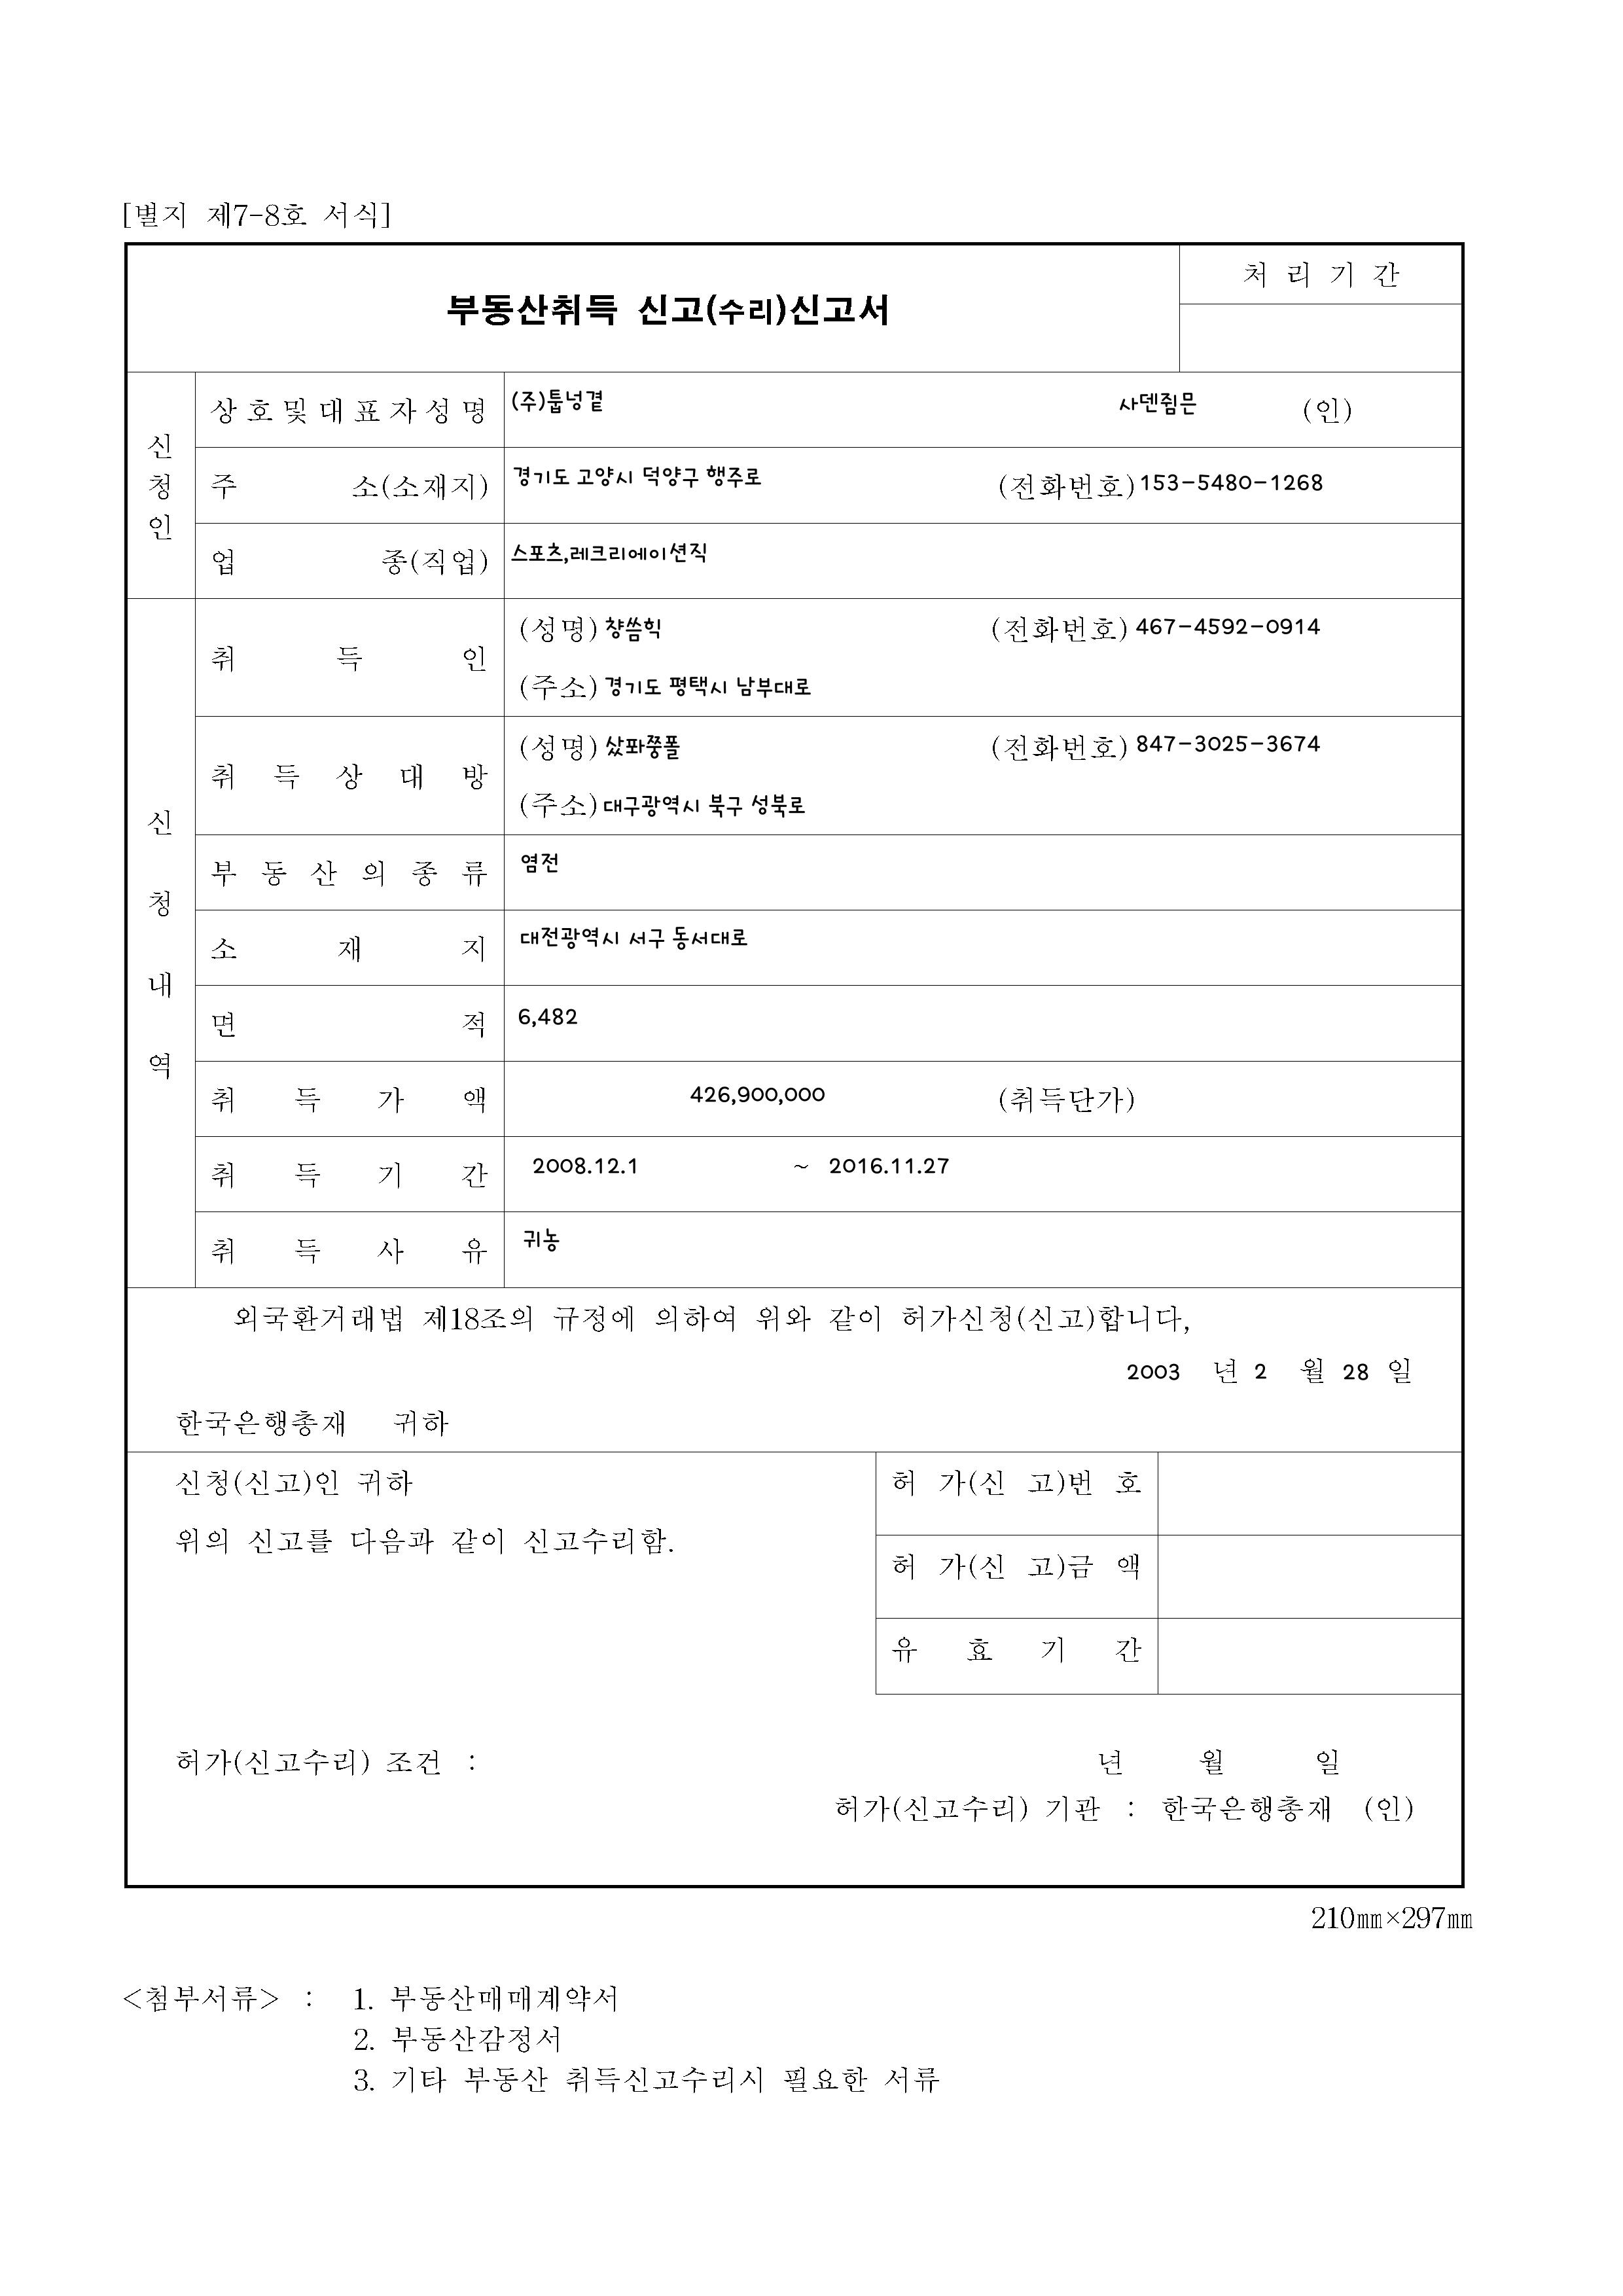 [별지 제7-8호 서식]
부동산취득 신고(수리)신고서
처 리 기 간
신청인
상호및대표자성명 (주)툽넝곁 사덴쥠믄 (인)
주 소(소재지) 경기도 고양시 덕양구 행주로 (전화번호) 153-5480-1268
업 종(직업) 스포츠,레크리에이션직
신청내역
취 득 인 (성명) 챵씀힉 (전화번호) 467-4592-0914
(주소) 경기도 평택시 남부대로
취 득 상 대 방 (성명) 샀퐈쭝폴 (전화번호) 847-3025-3674
(주소) 대구광역시 북구 성북로
부 동 산 의 종 류 염전
소 재 지 대전광역시 서구 동서대로
면 적 6,482
취 득 가 액 426,900,000 (취득단가)
취 득 기 간 2008.12.1 ~ 2016.11.27
취 득 사 유 귀농
외국환거래법 제18조의 규정에 의하여 위와 같이 허가신청(신고)합니다,
2003 년 2 월 28 일
한국은행총재 귀하
신청(신고)인 귀하
위의 신고를 다음과 같이 신고수리함.
허 가(신 고)번 호
허 가(신 고)금 액
유 효 기 간
허가(신고수리) 조건 : 년 월 일
허가(신고수리) 기관 : 한국은행총재 (인)
210㎜×297㎜
<첨부서류> : 1. 부동산매매계약서
2. 부동산감정서
3. 기타 부동산 취득신고수리시 필요한 서류